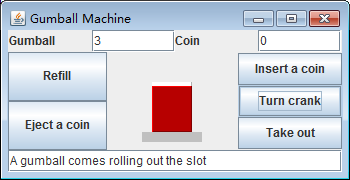 Gumball Machine
Gumball 3 Coin 0
Refill
Insert a coin
Turn crank
Eject a coin
Take out
A gumball comes rolling out the slot